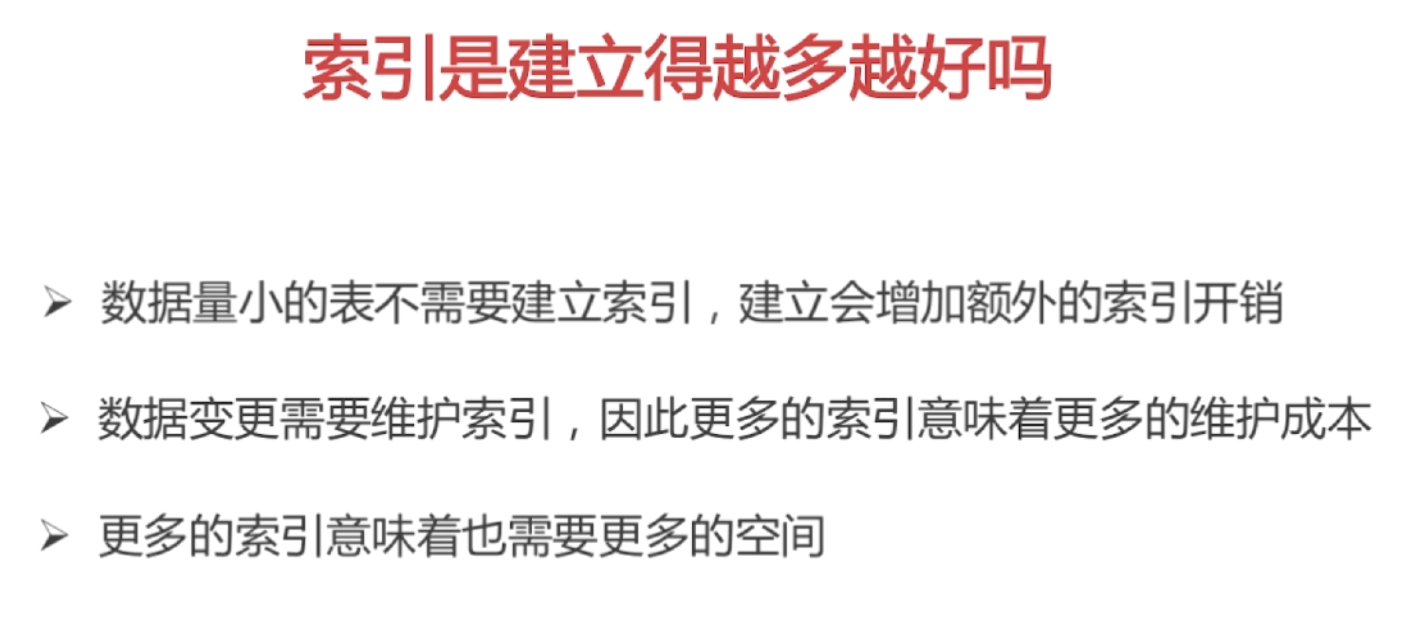 索引是建立得越多越好吗
➢ 数据量小的表不需要建立索引，建立会增加额外的索引开销
➢ 数据变更需要维护索引，因此更多的索引意味着更多的维护成本
➢ 更多的索引意味着也需要更多的空间